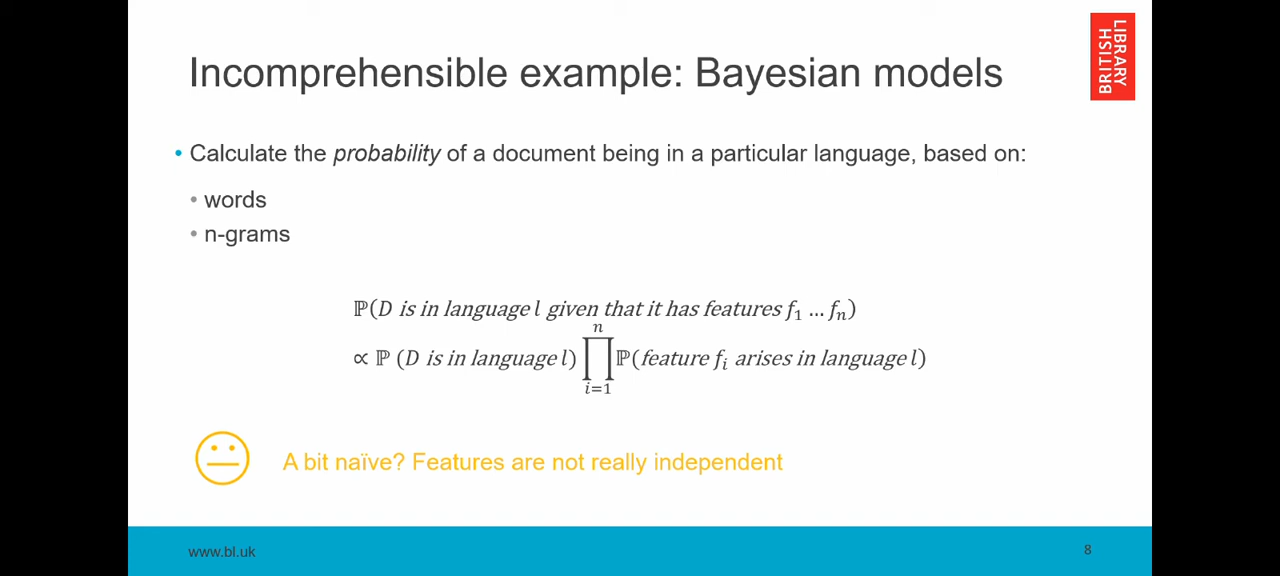 Incomprehensible example: Bayesian models
LIBRARY
BRITISH
• Calculate the probability of a document being in a particular language, based on:
• words
• n-grams
ℙ(D is in language l given that it has features f₁ … fₙ)
∝ ℙ (D is in language l) ∏ⁿᵢ₌₁ ℙ(feature fᵢ arises in language l)
A bit naïve? Features are not really independent
www.bl.uk
8